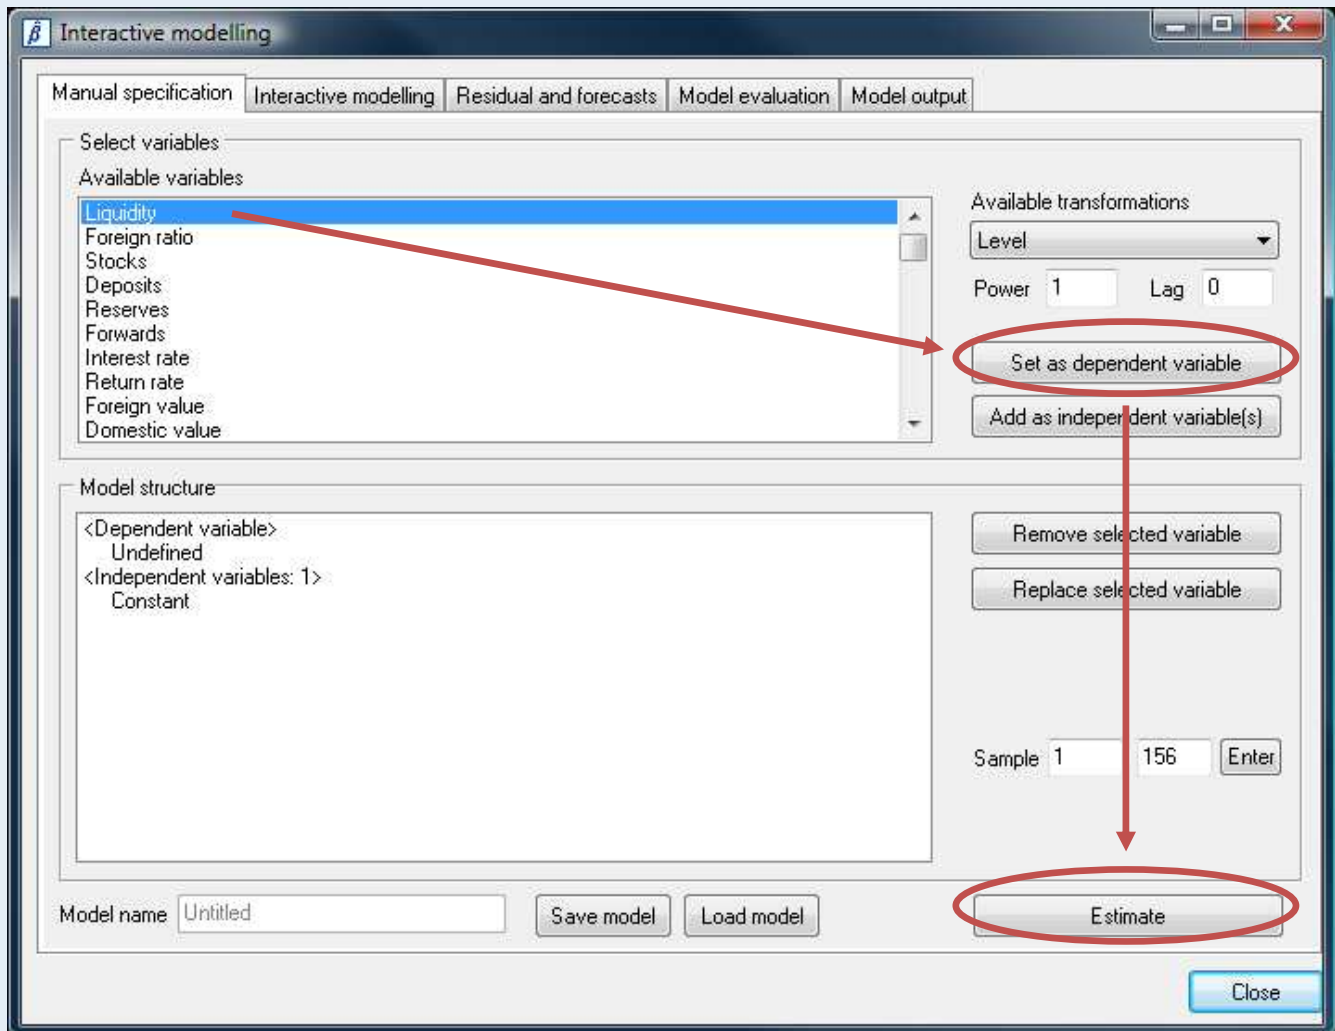 β̂ Interactive modelling
Manual specification Interactive modelling Residual and forecasts Model evaluation Model output
Select variables
Available variables
Liquidity
Foreign ratio
Stocks
Deposits
Reserves
Forwards
Interest rate
Return rate
Foreign value
Domestic value
Available transformations
Level
Power 1 Lag 0
Set as dependent variable
Add as independent variable(s)
Model structure
<Dependent variable>
Undefined
<Independent variables: 1>
Constant
Remove selected variable
Replace selected variable
Sample 1 156 Enter
Model name Untitled Save model Load model Estimate
Close